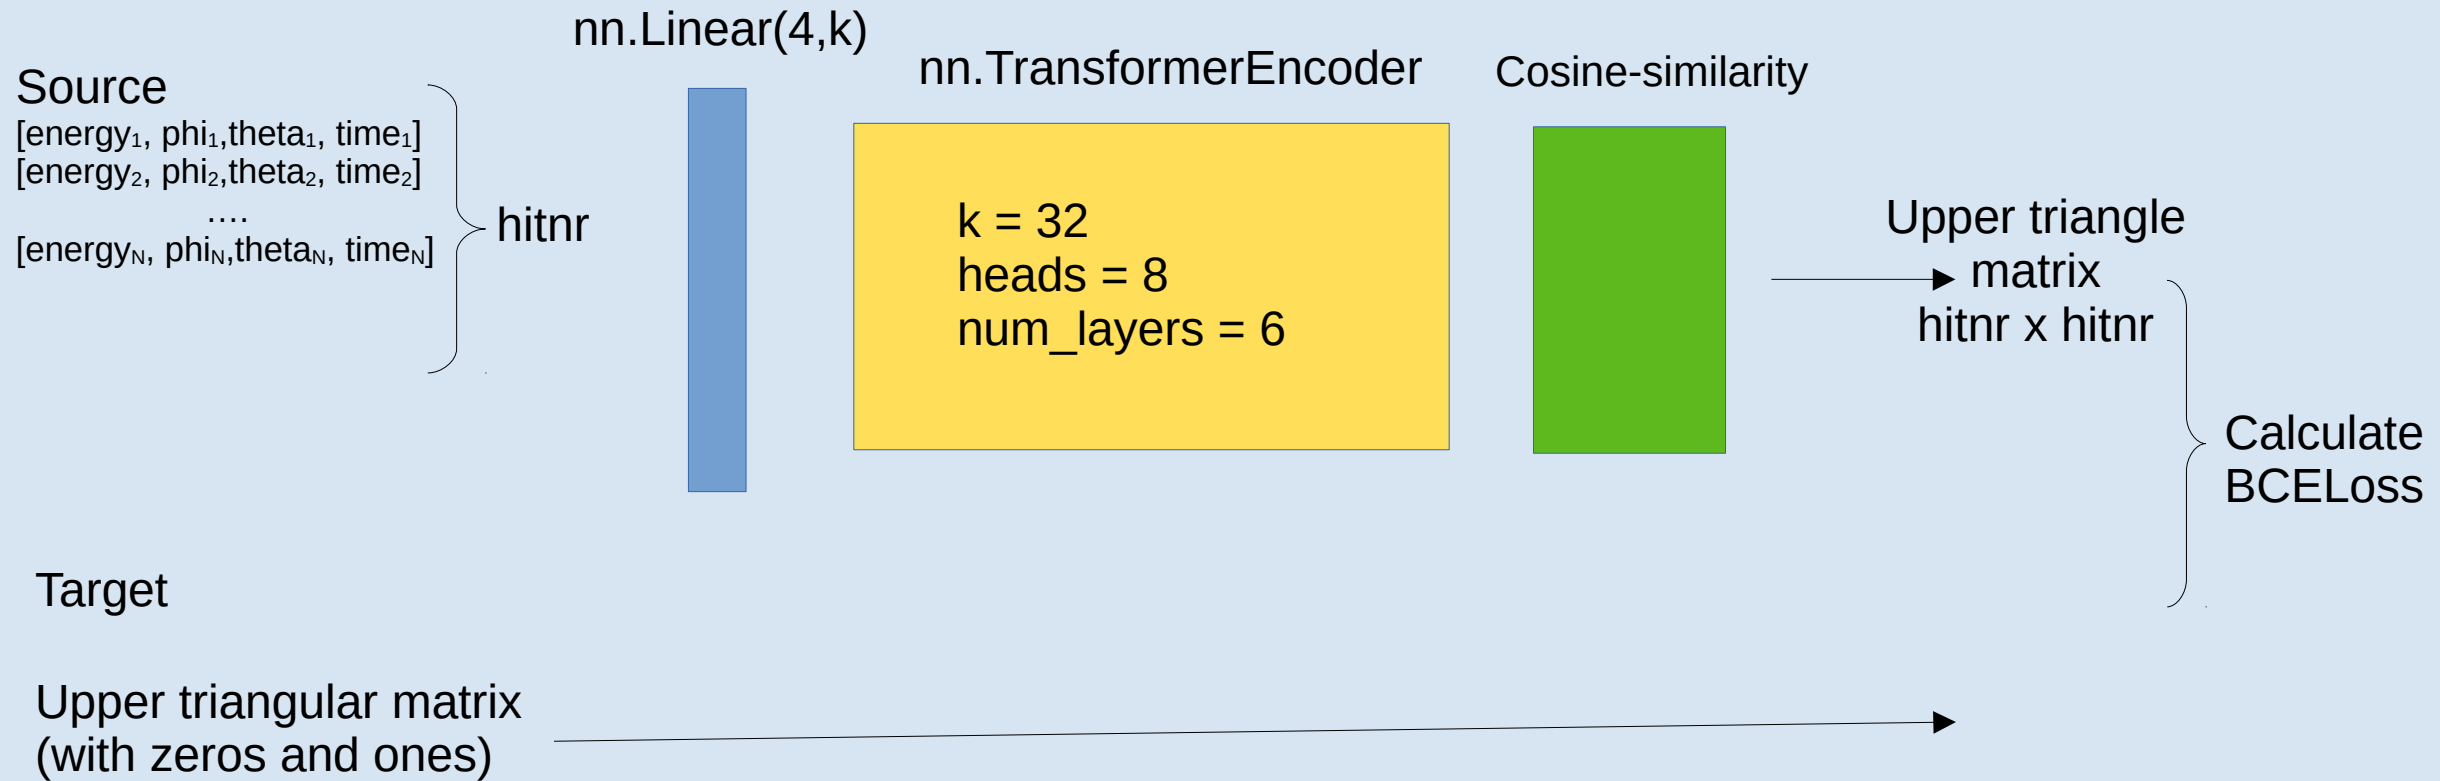 nn.Linear(4,k)
nn.TransformerEncoder
Cosine-similarity
Source
[energy₁, phi₁,theta₁, time₁]
[energy₂, phi₂,theta₂, time₂]
....
[energyN, phiN,thetaN, timeN]
hitnr
k = 32
heads = 8
num_layers = 6
Upper triangle
matrix
hitnr x hitnr
Calculate
BCELoss
Target
Upper triangular matrix
(with zeros and ones)